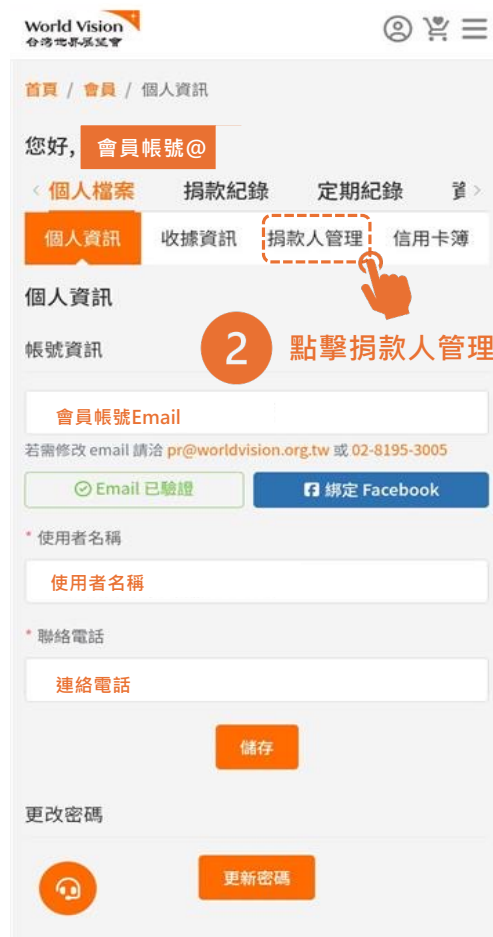 World Vision
台灣世界展望會
首頁 / 會員 / 個人資訊
您好, 會員帳號@
< 個人檔案 捐款紀錄 定期紀錄 >
個人資訊 收據資訊 捐款人管理 信用卡簿
個人資訊
2 點擊捐款人管理
帳號資訊
會員帳號Email
若需修改 email 請洽 pr@worldvision.org.tw 或 02-8195-3005
Email 已驗證 綁定 Facebook
* 使用者名稱
使用者名稱
* 聯絡電話
連絡電話
儲存
更改密碼
更新密碼